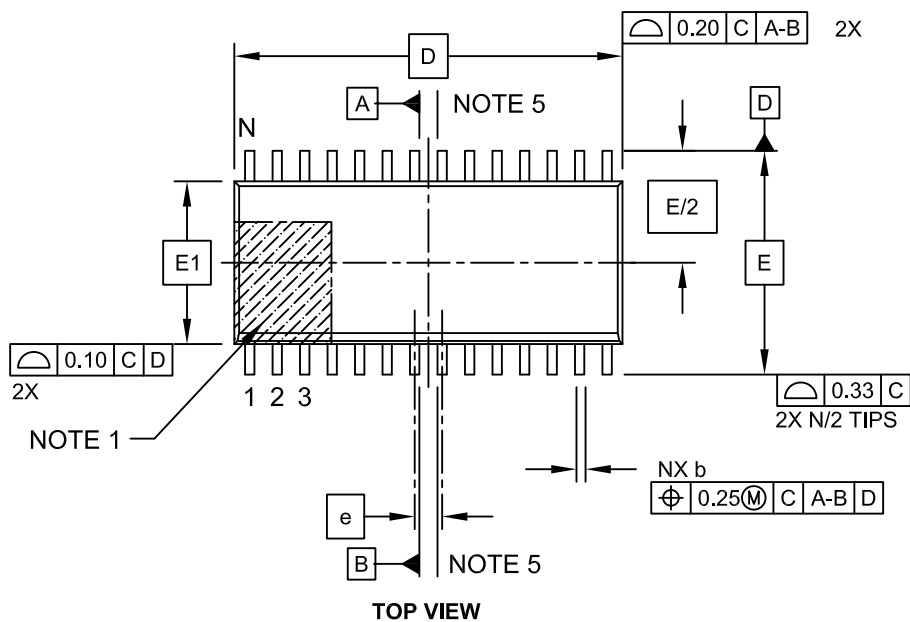 ⌓ 0.20 C A-B 2X
D
A NOTE 5
D
N
E/2
E1
E
⌓ 0.10 C D
2X
1 2 3
⌓ 0.33 C
2X N/2 TIPS
NOTE 1
NX b
⌖ 0.25Ⓜ C A-B D
e
B NOTE 5
TOP VIEW